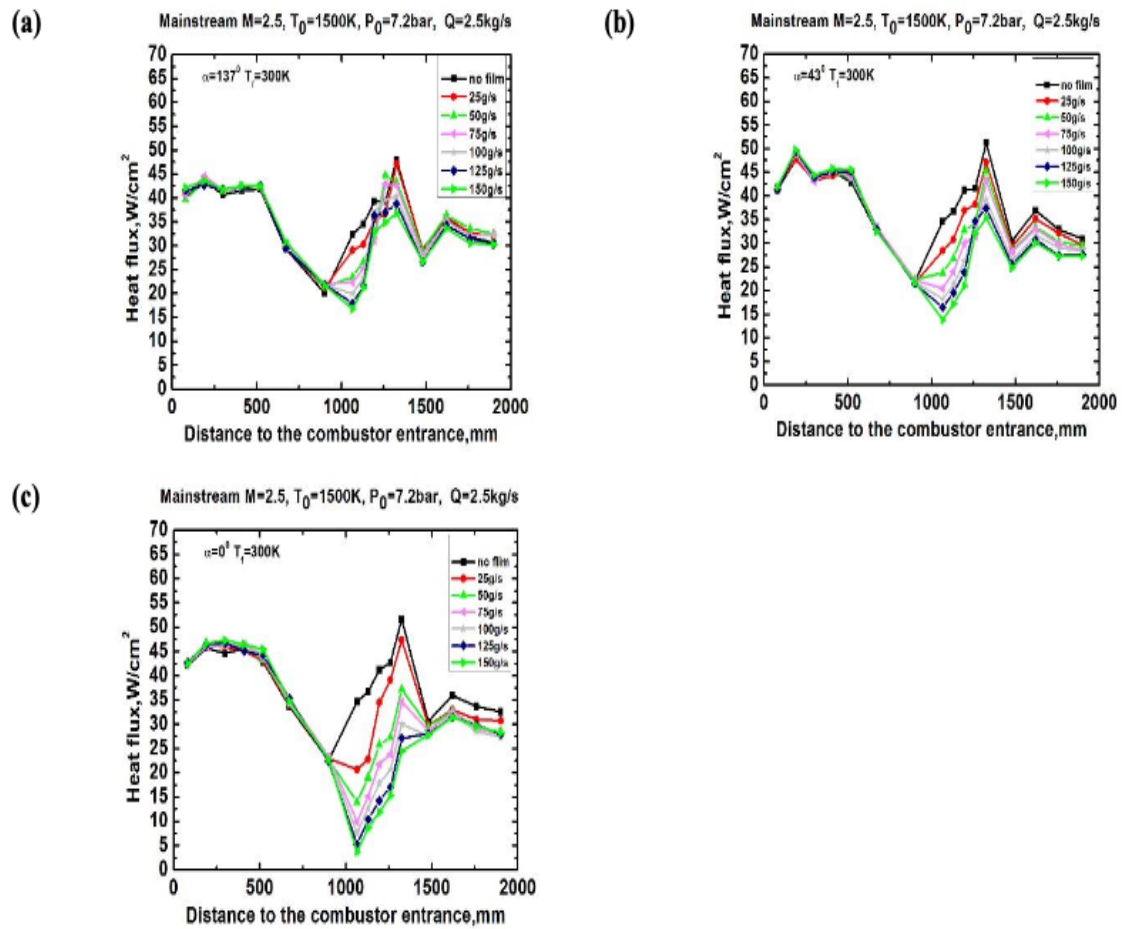 (a)
Mainstream M=2.5, T0=1500K, P0=7.2bar, Q=2.5kg/s
α=137⁰ Tf=300K
no film
25g/s
50g/s
75g/s
100g/s
125g/s
150g/s
70
65
60
55
50
45
40
35
30
25
20
15
10
5
0
Heat flux,W/cm²
0 500 1000 1500 2000
Distance to the combustor entrance,mm
(b)
Mainstream M=2.5, T0=1500K, P0=7.2bar, Q=2.5kg/s
α=43⁰ Tf=300K
no film
25g/s
50g/s
75g/s
100g/s
125g/s
150g/s
70
65
60
55
50
45
40
35
30
25
20
15
10
5
0
Heat flux,W/cm²
0 500 1000 1500 2000
Distance to the combustor entrance,mm
(c)
Mainstream M=2.5, T0=1500K, P0=7.2bar, Q=2.5kg/s
α=0⁰ Tf=300K
no film
25g/s
50g/s
75g/s
100g/s
125g/s
150g/s
70
65
60
55
50
45
40
35
30
25
20
15
10
5
0
Heat flux,W/cm²
0 500 1000 1500 2000
Distance to the combustor entrance,mm